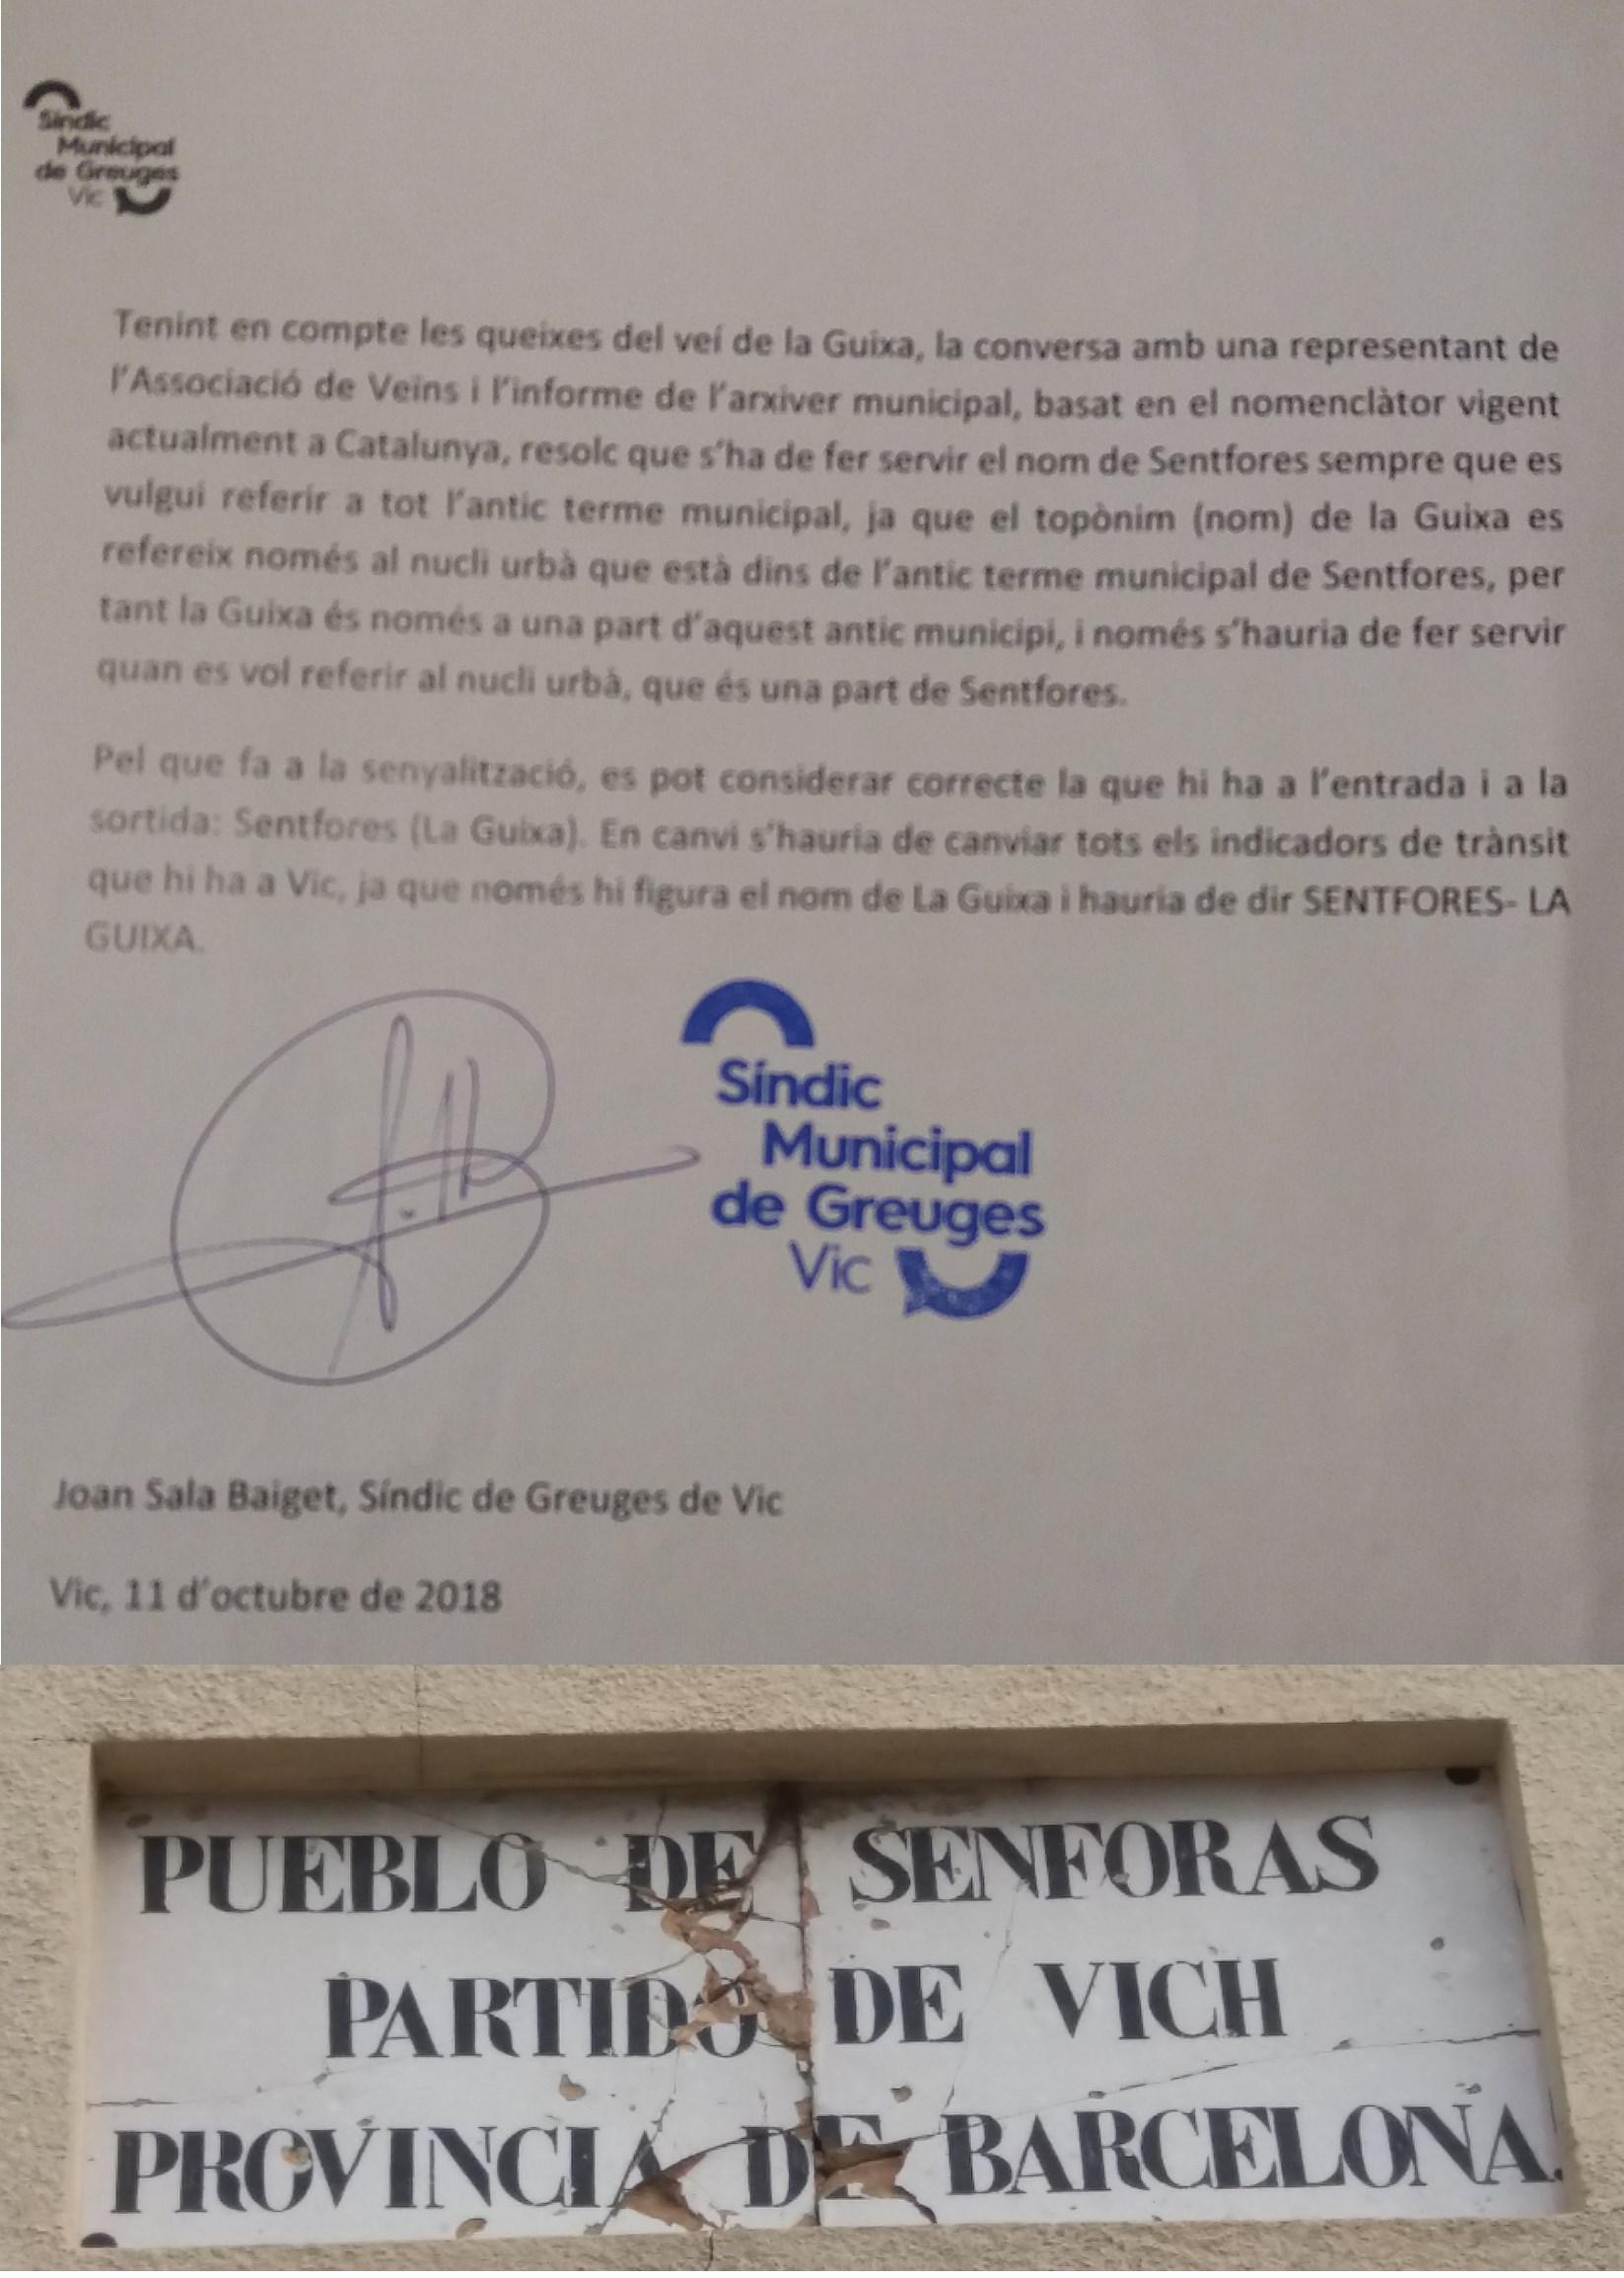 Síndic
Municipal
de Greuges
Vic
Tenint en compte les queixes del veí de la Guixa, la conversa amb una representant de
l'Associació de Veïns i l'informe de l'arxiver municipal, basat en el nomenclàtor vigent
actualment a Catalunya, resolc que s'ha de fer servir el nom de Sentfores sempre que es
vulgui referir a tot l'antic terme municipal, ja que el topònim (nom) de la Guixa es
refereix només al nucli urbà que està dins de l'antic terme municipal de Sentfores, per
tant la Guixa és només a una part d'aquest antic municipi, i només s'hauria de fer servir
quan es vol referir al nucli urbà, que és una part de Sentfores.
Pel que fa a la senyalització, es pot considerar correcte la que hi ha a l'entrada i a la
sortida: Sentfores (La Guixa). En canvi s'hauria de canviar tots els indicadors de trànsit
que hi ha a Vic, ja que només hi figura el nom de La Guixa i hauria de dir SENTFORES- LA
GUIXA.
Síndic
Municipal
de Greuges
Vic
Joan Sala Baiget, Síndic de Greuges de Vic
Vic, 11 d'octubre de 2018
PUEBLO DE SENFORAS
PARTIDO DE VICH
PROVINCIA DE BARCELONA.